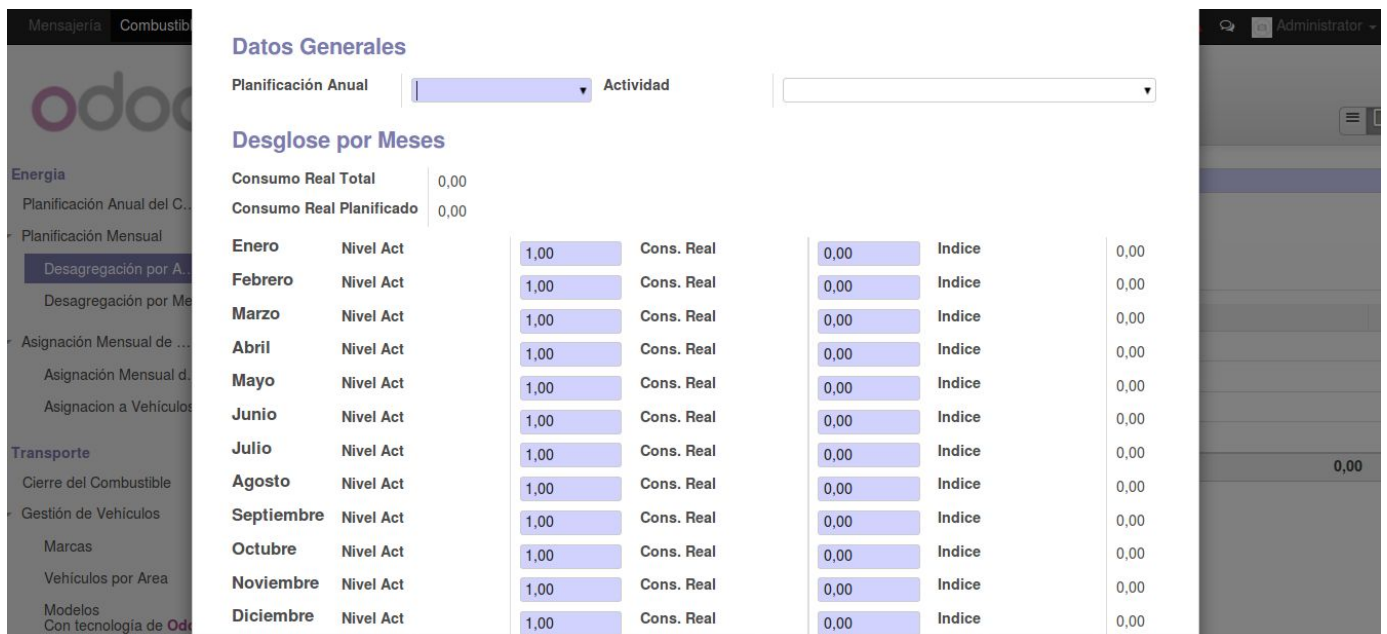 Mensajería Combustibl
Administrator
odoo
Energia
Planificación Anual del C...
Planificación Mensual
Desagregación por A...
Desagregación por Me
Asignación Mensual de ...
Asignación Mensual d.
Asignacion a Vehículos
Transporte
Cierre del Combustible
Gestión de Vehículos
Marcas
Vehículos por Area
Modelos
Con tecnología de Odo
Datos Generales
Planificación Anual Actividad
Desglose por Meses
Consumo Real Total 0,00
Consumo Real Planificado 0,00
Enero Nivel Act 1,00 Cons. Real 0,00 Indice 0,00
Febrero Nivel Act 1,00 Cons. Real 0,00 Indice 0,00
Marzo Nivel Act 1,00 Cons. Real 0,00 Indice 0,00
Abril Nivel Act 1,00 Cons. Real 0,00 Indice 0,00
Mayo Nivel Act 1,00 Cons. Real 0,00 Indice 0,00
Junio Nivel Act 1,00 Cons. Real 0,00 Indice 0,00
Julio Nivel Act 1,00 Cons. Real 0,00 Indice 0,00
Agosto Nivel Act 1,00 Cons. Real 0,00 Indice 0,00
Septiembre Nivel Act 1,00 Cons. Real 0,00 Indice 0,00
Octubre Nivel Act 1,00 Cons. Real 0,00 Indice 0,00
Noviembre Nivel Act 1,00 Cons. Real 0,00 Indice 0,00
Diciembre Nivel Act 1,00 Cons. Real 0,00 Indice 0,00
0,00